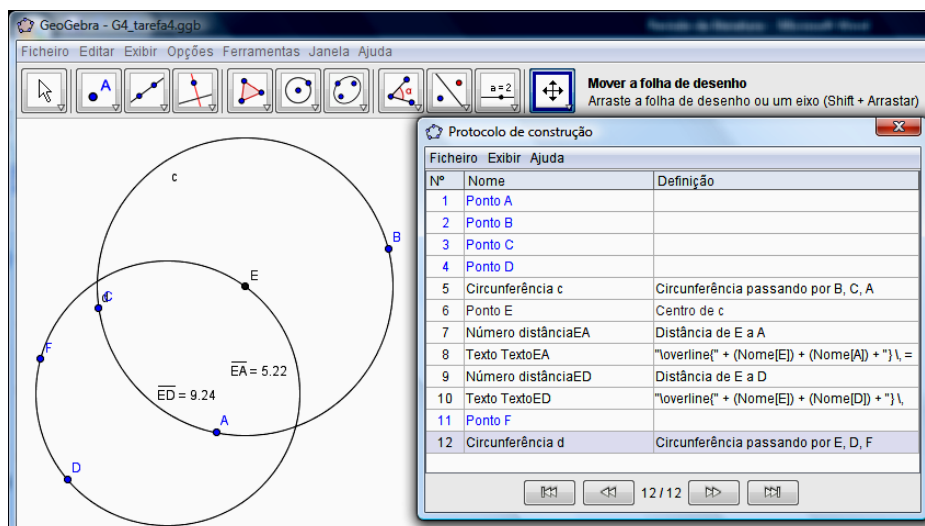 GeoGebra - G4_tarefa4.ggb
Ficheiro Editar Exibir Opções Ferramentas Janela Ajuda
A
α
a=2
Mover a folha de desenho
Arraste a folha de desenho ou um eixo (Shift + Arrastar)
c
B
E
C
F
EA = 5.22
ED = 9.24
A
D
Protocolo de construção
Ficheiro Exibir Ajuda
Nº Nome Definição
1 Ponto A
2 Ponto B
3 Ponto C
4 Ponto D
5 Circunferência c Circunferência passando por B, C, A
6 Ponto E Centro de c
7 Número distânciaEA Distância de E a A
8 Texto TextoEA "\overline{" + (Nome[E]) + (Nome[A]) + "} \, =
9 Número distânciaED Distância de E a D
10 Texto TextoED "\overline{" + (Nome[E]) + (Nome[D]) + "} \,
11 Ponto F
12 Circunferência d Circunferência passando por E, D, F
12 / 12